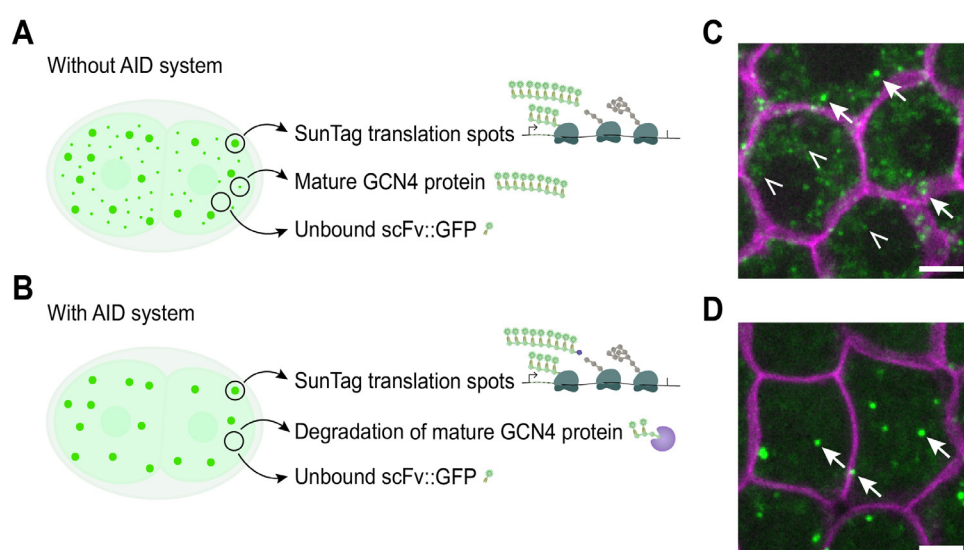 A
Without AID system
SunTag translation spots
Mature GCN4 protein
Unbound scFv::GFP
B
With AID system
SunTag translation spots
Degradation of mature GCN4 protein
Unbound scFv::GFP
C
D